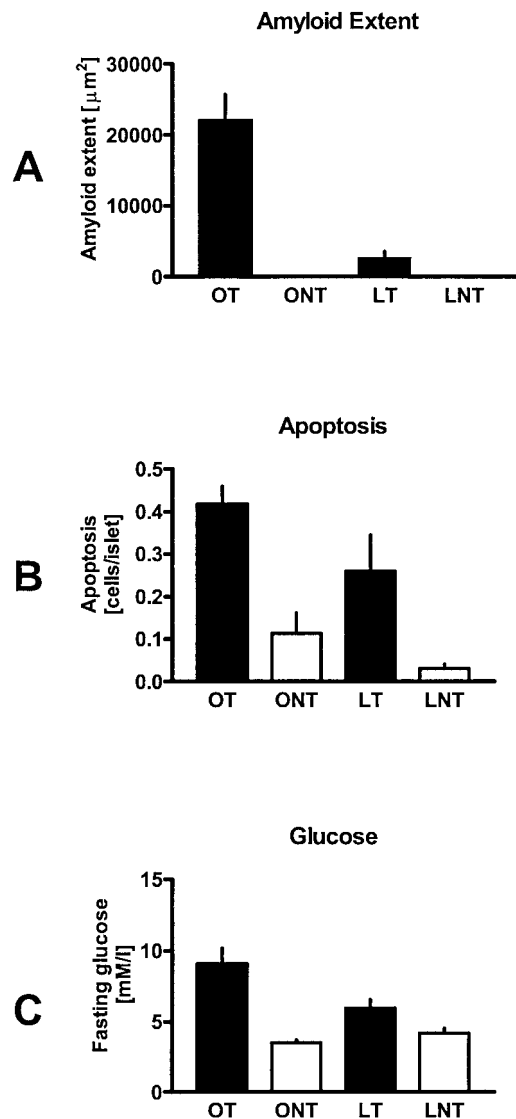 Amyloid Extent
A
Amyloid extent [μm²]
30000
20000
10000
0
OT ONT LT LNT
Apoptosis
B
Apoptosis
[cells/islet]
0.5
0.4
0.3
0.2
0.1
0.0
OT ONT LT LNT
Glucose
C
Fasting glucose
[mM/l]
15
10
5
0
OT ONT LT LNT